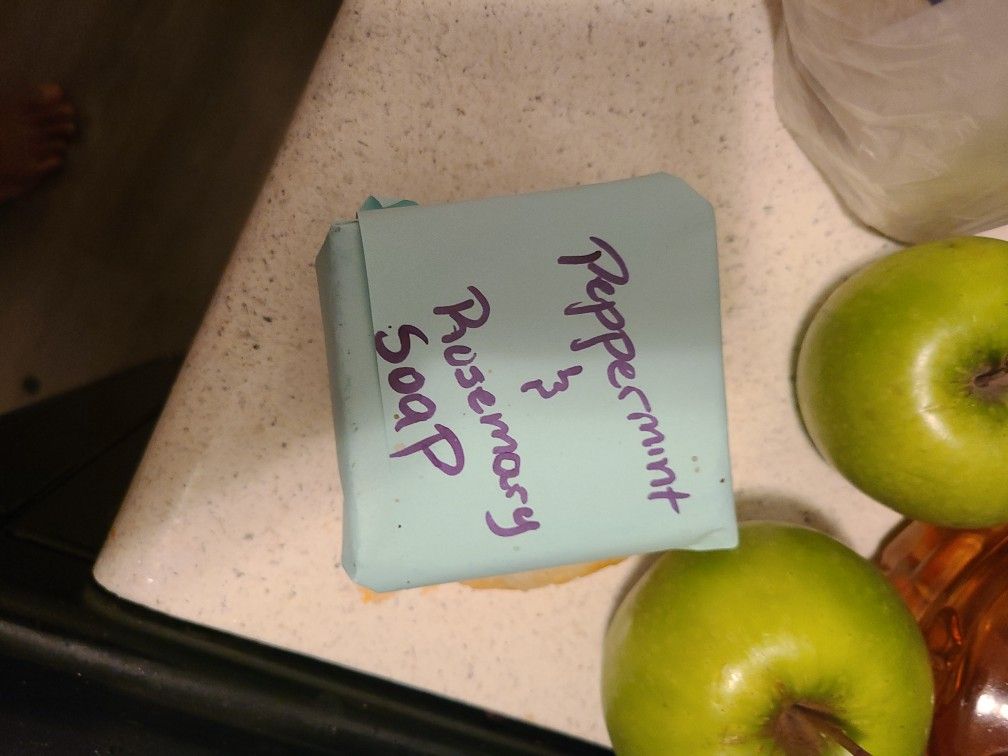 Peppermint
&
Rosemary
Soap